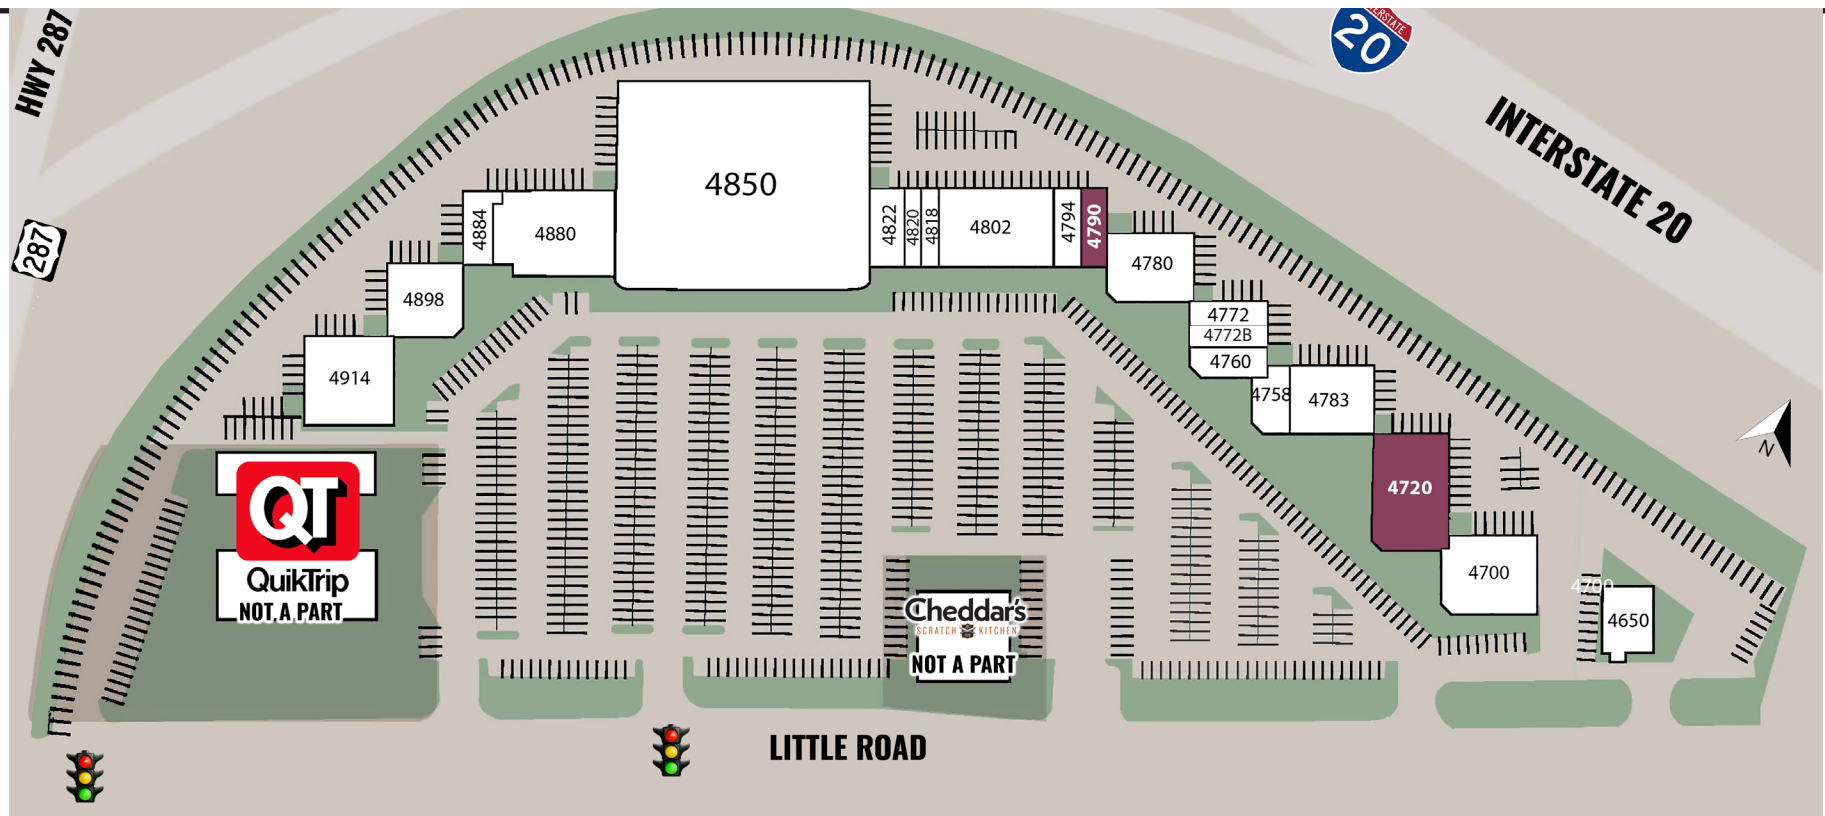 HWY 287
INTERSTATE
20
INTERSTATE 20
287
4850
4884
4880
4822
4820
4818
4802
4794
4790
4780
4898
4772
4772B
4760
4914
4758
4783
4720
4700
4700
4650
N
QT
QuikTrip
NOT A PART
Cheddar's
SCRATCH KITCHEN
NOT A PART
LITTLE ROAD